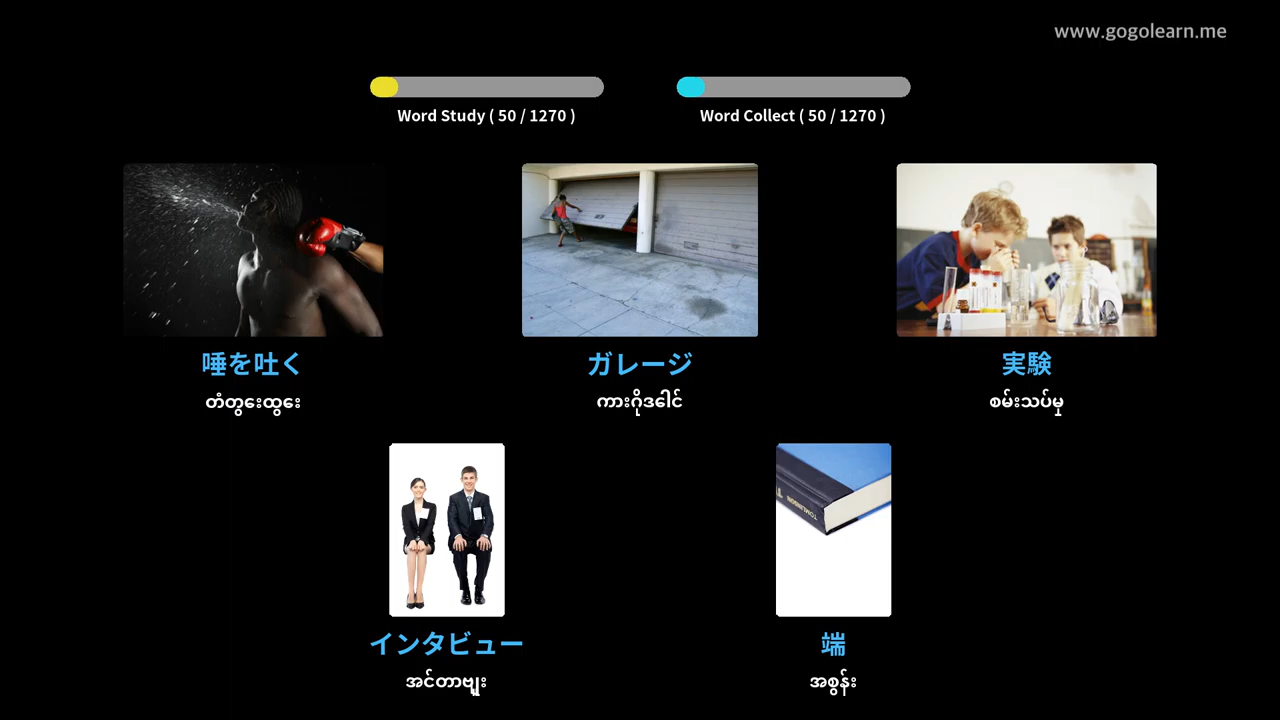 www.gogolearn.me
Word Study ( 50 / 1270 )
Word Collect ( 50 / 1270 )
唾を吐く
ガレージ
実験
တံတွေးထွေး
ကားဂိုဒေါင်
စမ်းသပ်မှု
TOMLINSON
インタビュー
端
အင်တာဗျူး
အစွန်း